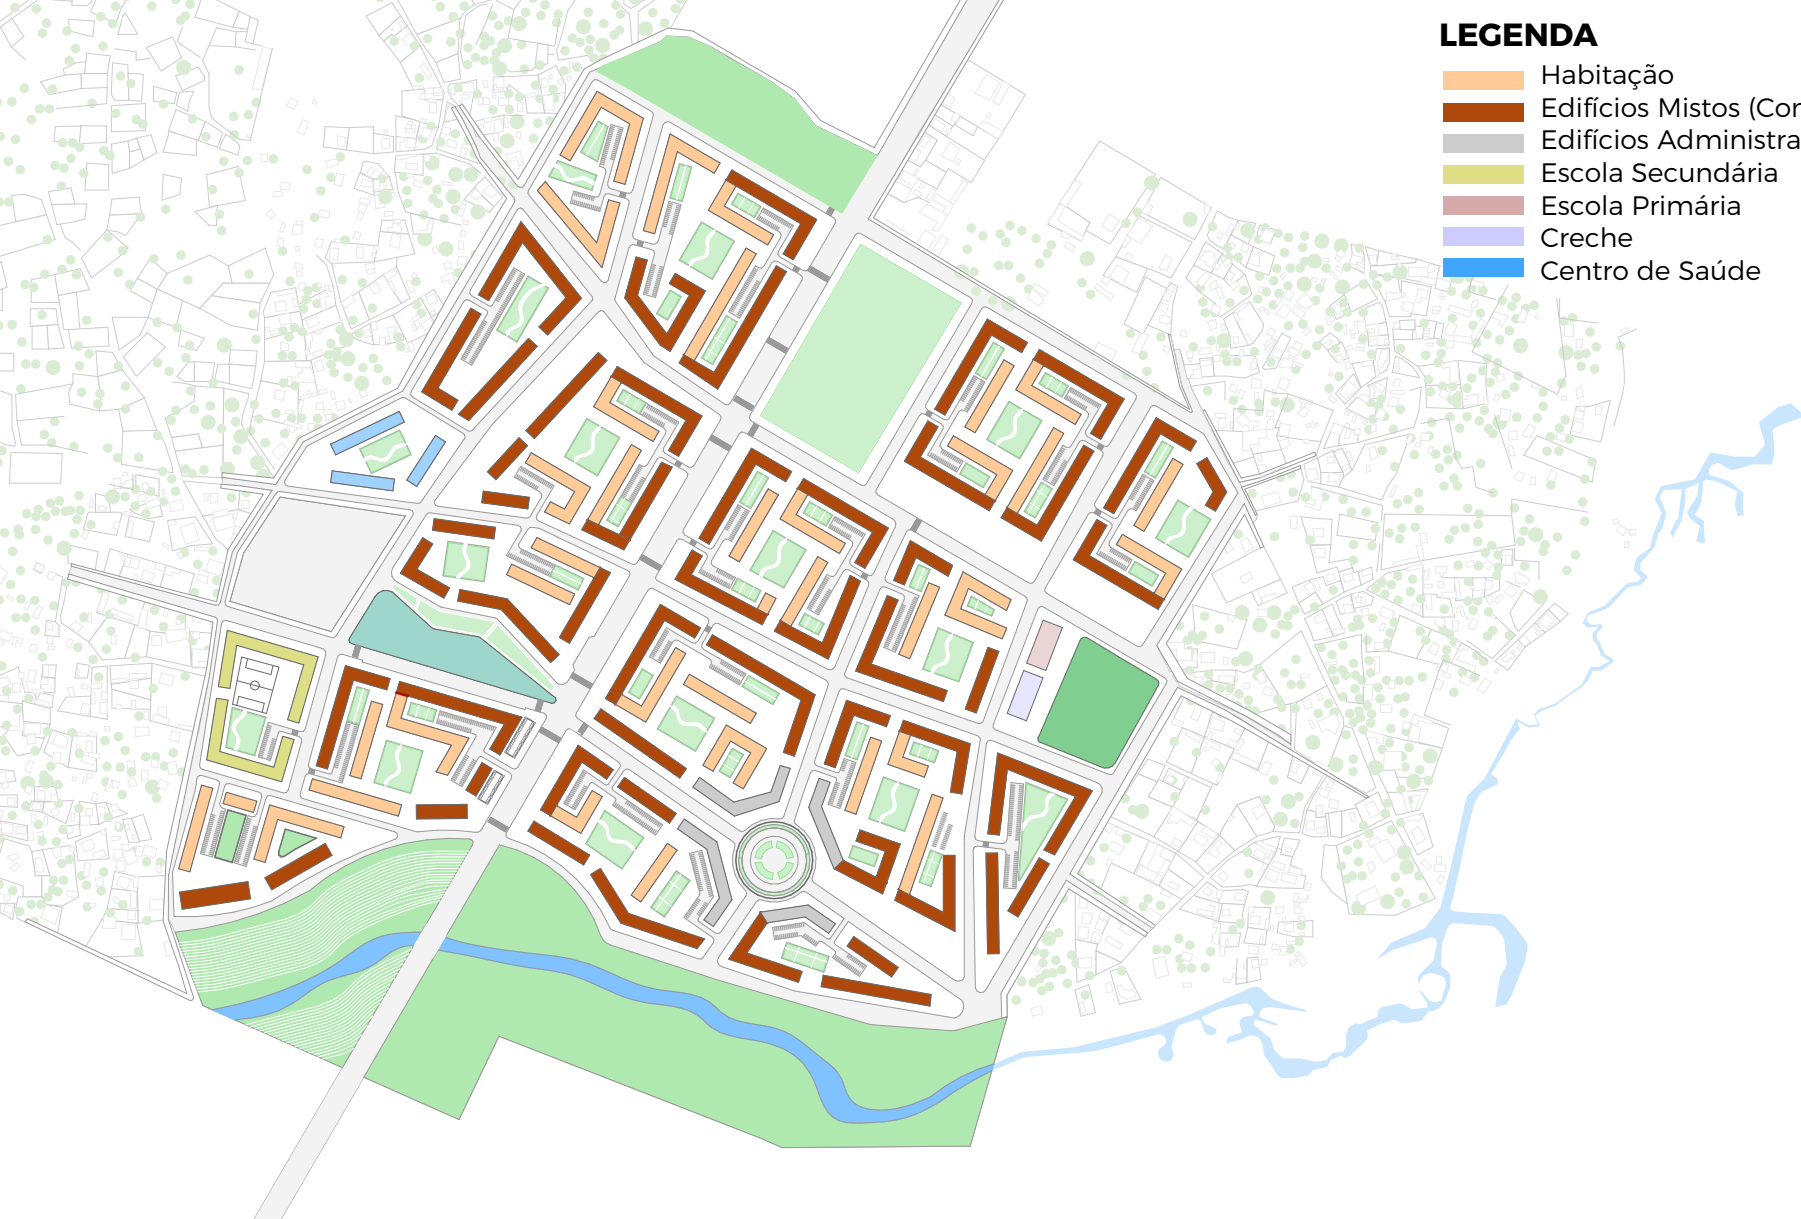 LEGENDA
Habitação
Edifícios Mistos (Cor
Edifícios Administra
Escola Secundária
Escola Primária
Creche
Centro de Saúde